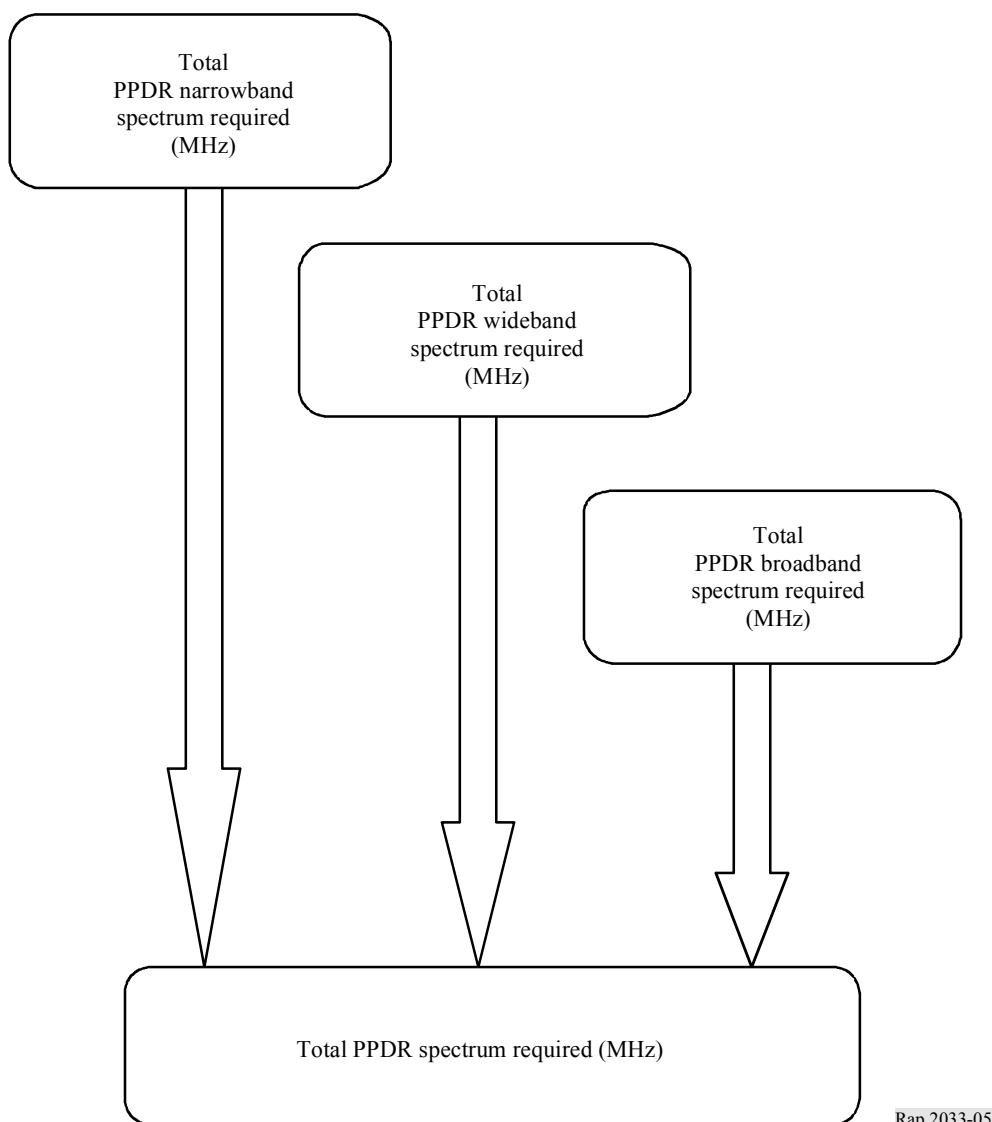 Total
PPDR narrowband
spectrum required
(MHz)
Total
PPDR wideband
spectrum required
(MHz)
Total
PPDR broadband
spectrum required
(MHz)
Total PPDR spectrum required (MHz)
Rap 2033-05